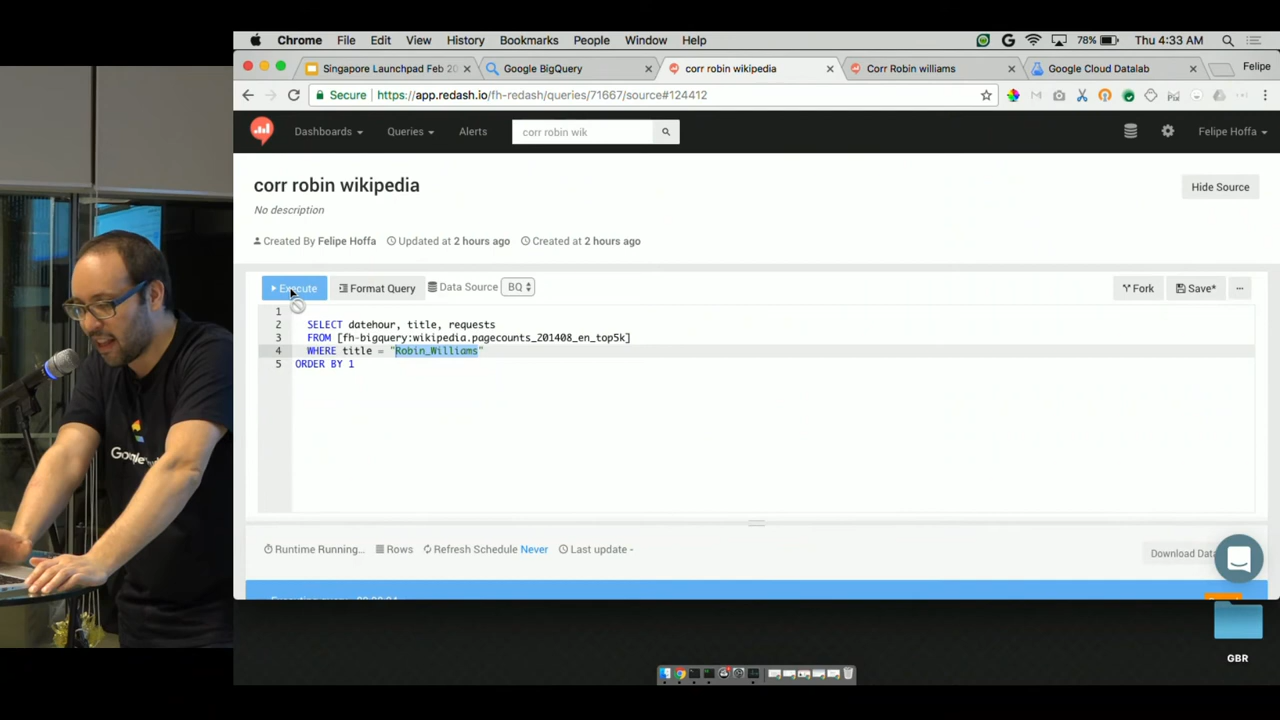 Chrome File Edit View History Bookmarks People Window Help 78% Thu 4:33 AM
Singapore Launchpad Feb 20 Google BigQuery corr robin wikipedia Corr Robin williams Google Cloud Datalab Felipe
Secure https://app.redash.io/fh-redash/queries/71667/source#124412
Dashboards Queries Alerts corr robin wik Felipe Hoffa
corr robin wikipedia
Hide Source
No description
Created By Felipe Hoffa Updated at 2 hours ago Created at 2 hours ago
Execute Format Query Data Source BQ Fork Save* ...
1
2 SELECT datehour, title, requests
3 FROM [fh-bigquery:wikipedia.pagecounts_201408_en_top5k]
4 WHERE title = "Robin_Williams"
5 ORDER BY 1
Google
Runtime Running... Rows Refresh Schedule Never Last update - Download Data
GBR